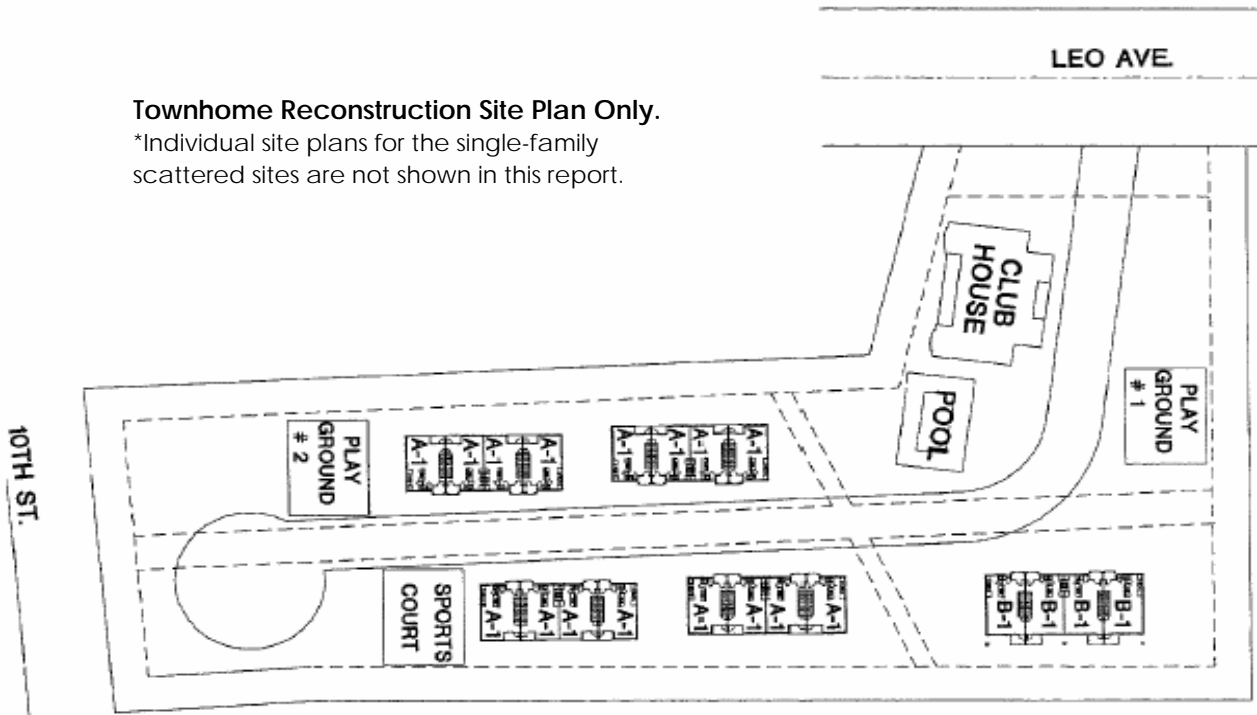 LEO AVE.
Townhome Reconstruction Site Plan Only.
*Individual site plans for the single-family
scattered sites are not shown in this report.
CLUB
HOUSE
PLAY
GROUND
# 1
POOL
10TH ST.
PLAY
GROUND
# 2
A-1 A-1 A-1 A-1
A-1 A-1 A-1 A-1
SPORTS
COURT
A-1 A-1 A-1 A-1
A-1 A-1 A-1 A-1
B-1 B-1 B-1 B-1